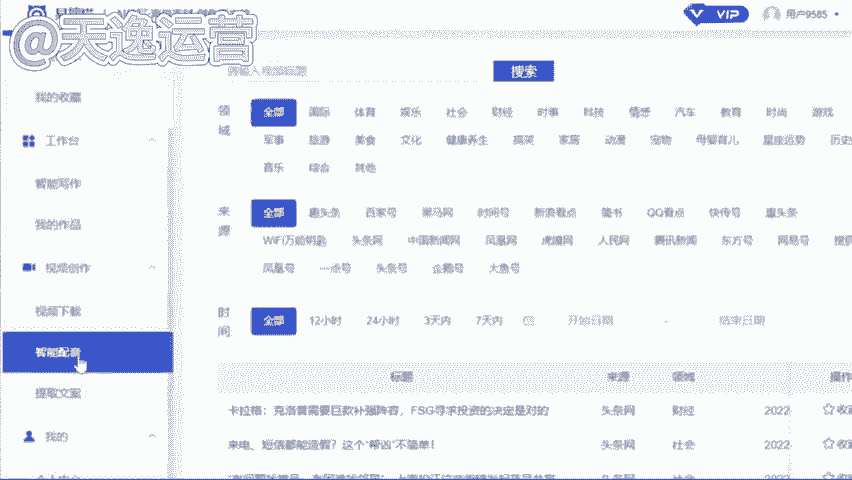 @天逸运营
VIP 用户9585
请输入视频标题 搜索
我的收藏
工作台
智能写作
我的作品
视频创作
视频下载
智能配音
提取文案
我的
个人中心
领域 全部 国际 体育 娱乐 社会 财经 时事 科技 情感 汽车 教育 时尚 游戏
军事 旅游 美食 文化 健康养生 搞笑 家居 动漫 宠物 母婴育儿 星座运势 历史
音乐 综合 其他
来源 全部 趣头条 百家号 黑马网 时间号 新浪看点 简书 QQ看点 快传号 惠头条
WiFi万能钥匙 头条网 中国新闻网 凤凰网 虎嗅网 人民网 腾讯新闻 东方号 网易号 搜狐
凤凰号 一点号 头条号 企鹅号 大鱼号
时间: 全部 12小时 24小时 3天内 7天内 开始日期 - 结束日期
标题 来源 领域 操作
卡拉格：克洛普需要巨款补强阵容，FSG寻求投资的决定是对的 头条网 财经 2022- 收藏
来电、短信都能造假？这个“帮凶”不简单！ 头条网 社会 2022- 收藏